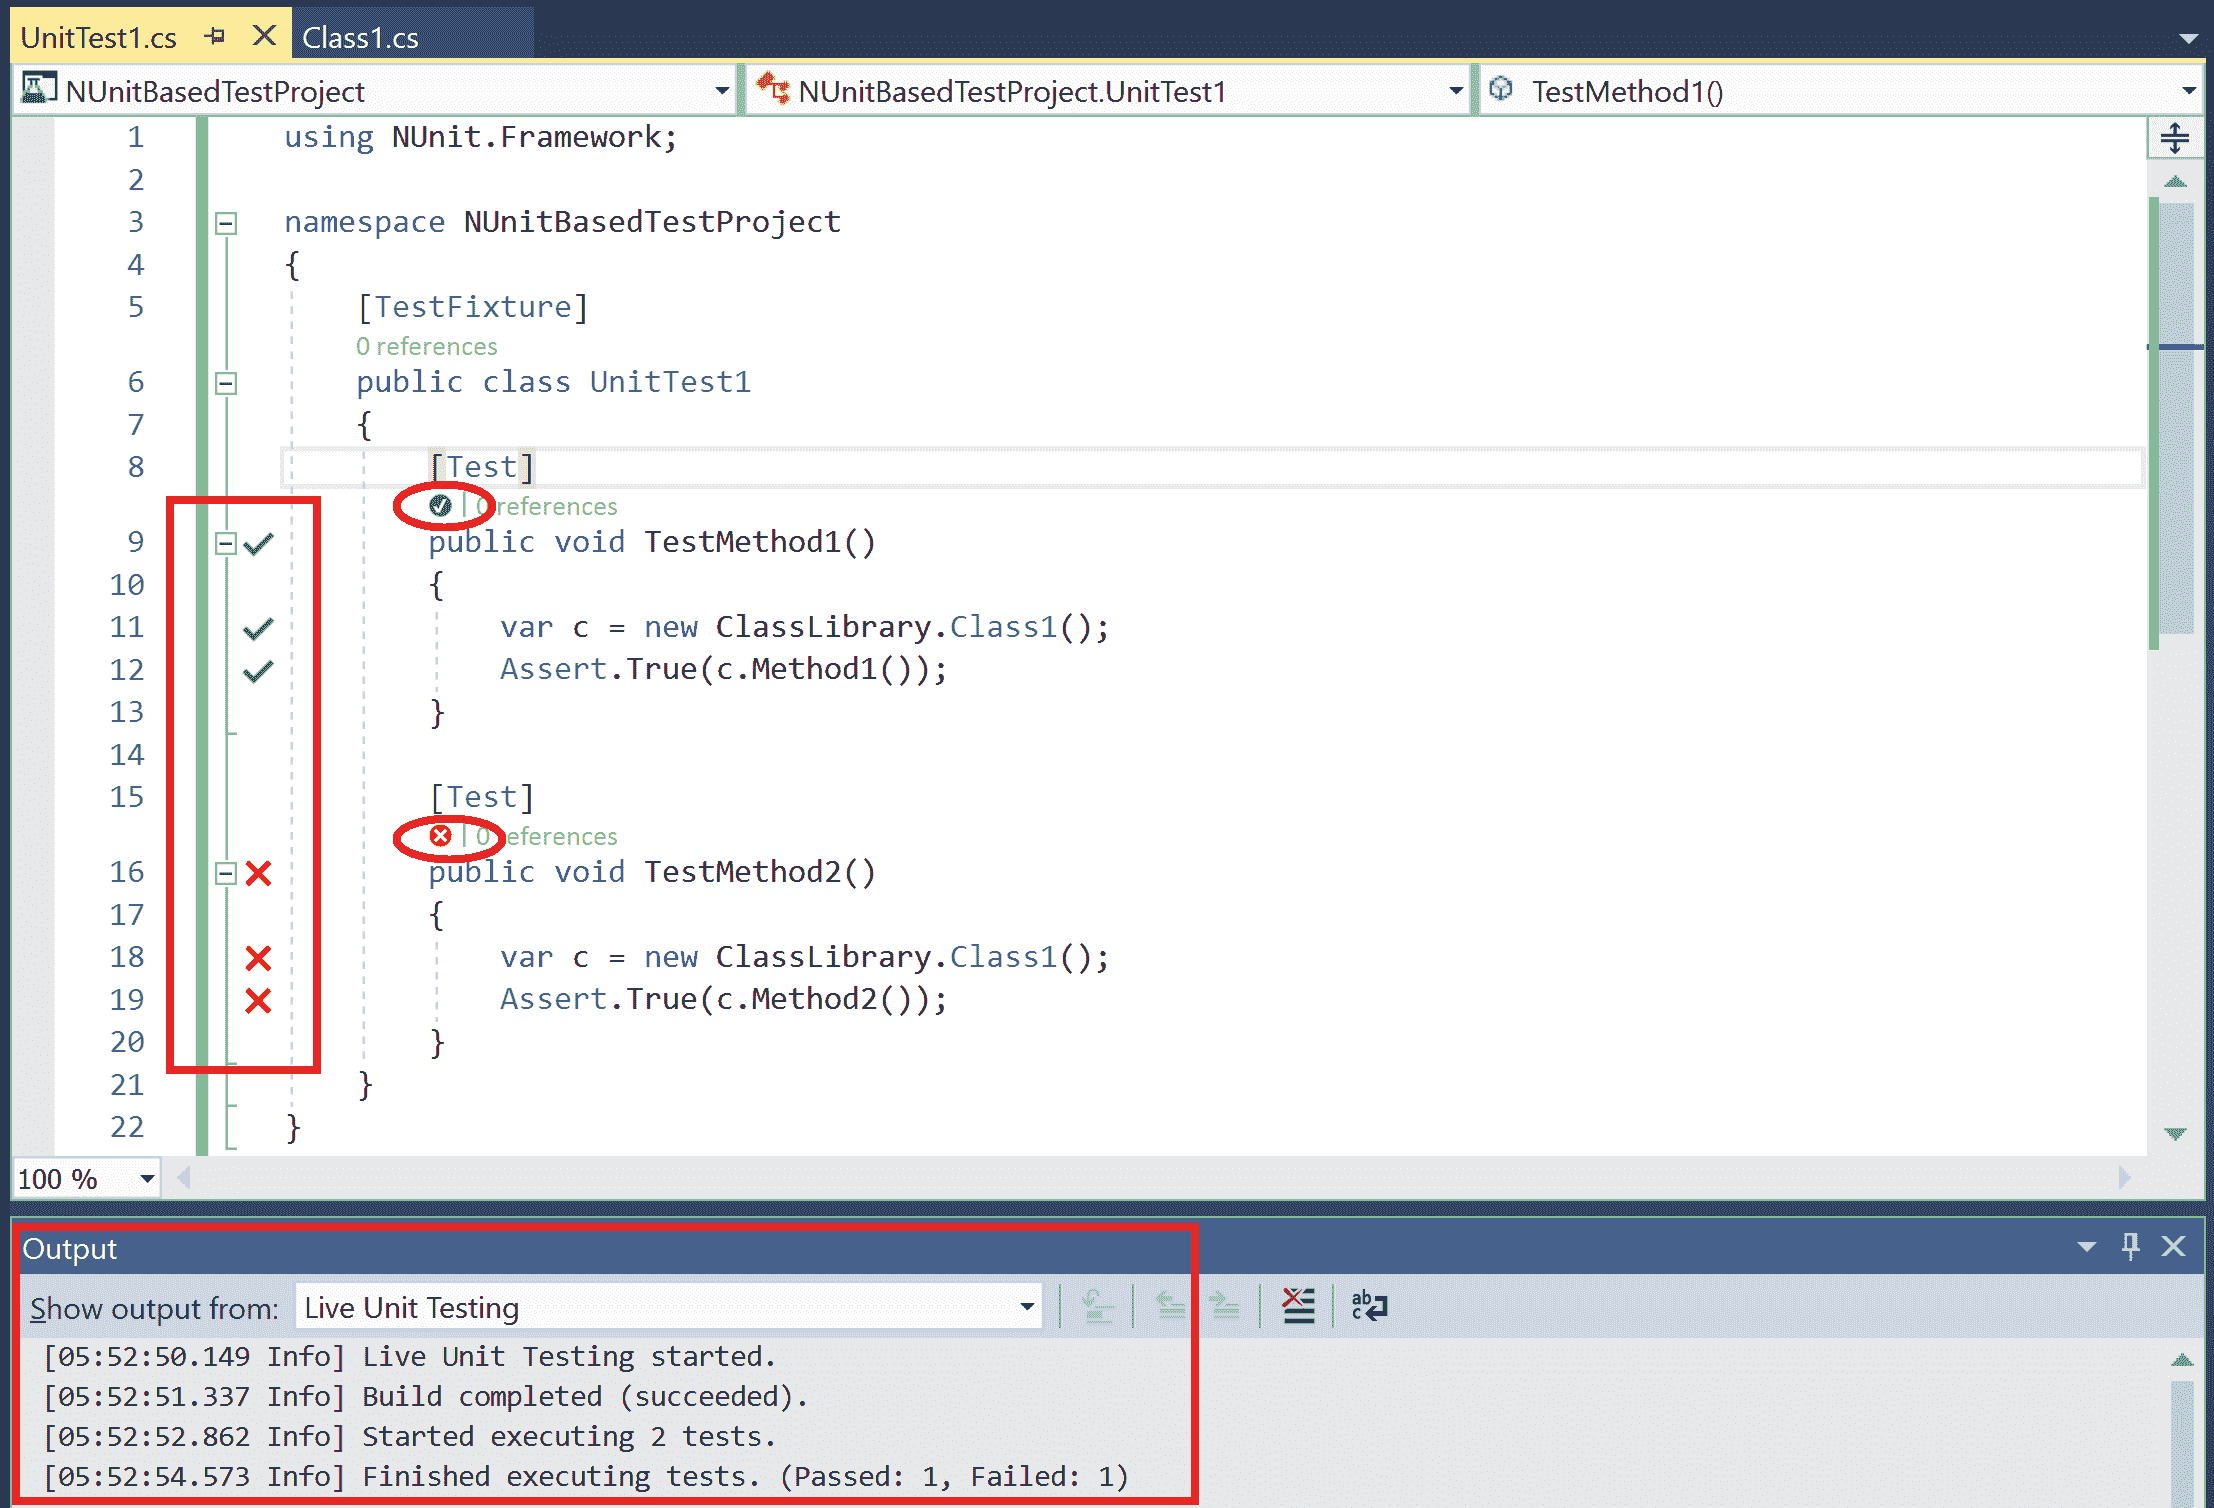 UnitTest1.cs
Class1.cs
NUnitBasedTestProject
NUnitBasedTestProject.UnitTest1
TestMethod1()
1 using NUnit.Framework;
2
3 namespace NUnitBasedTestProject
4 {
5 [TestFixture]
0 references
6 public class UnitTest1
7 {
8 [Test]
0 references
9 public void TestMethod1()
10 {
11 var c = new ClassLibrary.Class1();
12 Assert.True(c.Method1());
13 }
14
15 [Test]
0 references
16 public void TestMethod2()
17 {
18 var c = new ClassLibrary.Class1();
19 Assert.True(c.Method2());
20 }
21 }
22 }
100 %
Output
Show output from: Live Unit Testing
[05:52:50.149 Info] Live Unit Testing started.
[05:52:51.337 Info] Build completed (succeeded).
[05:52:52.862 Info] Started executing 2 tests.
[05:52:54.573 Info] Finished executing tests. (Passed: 1, Failed: 1)